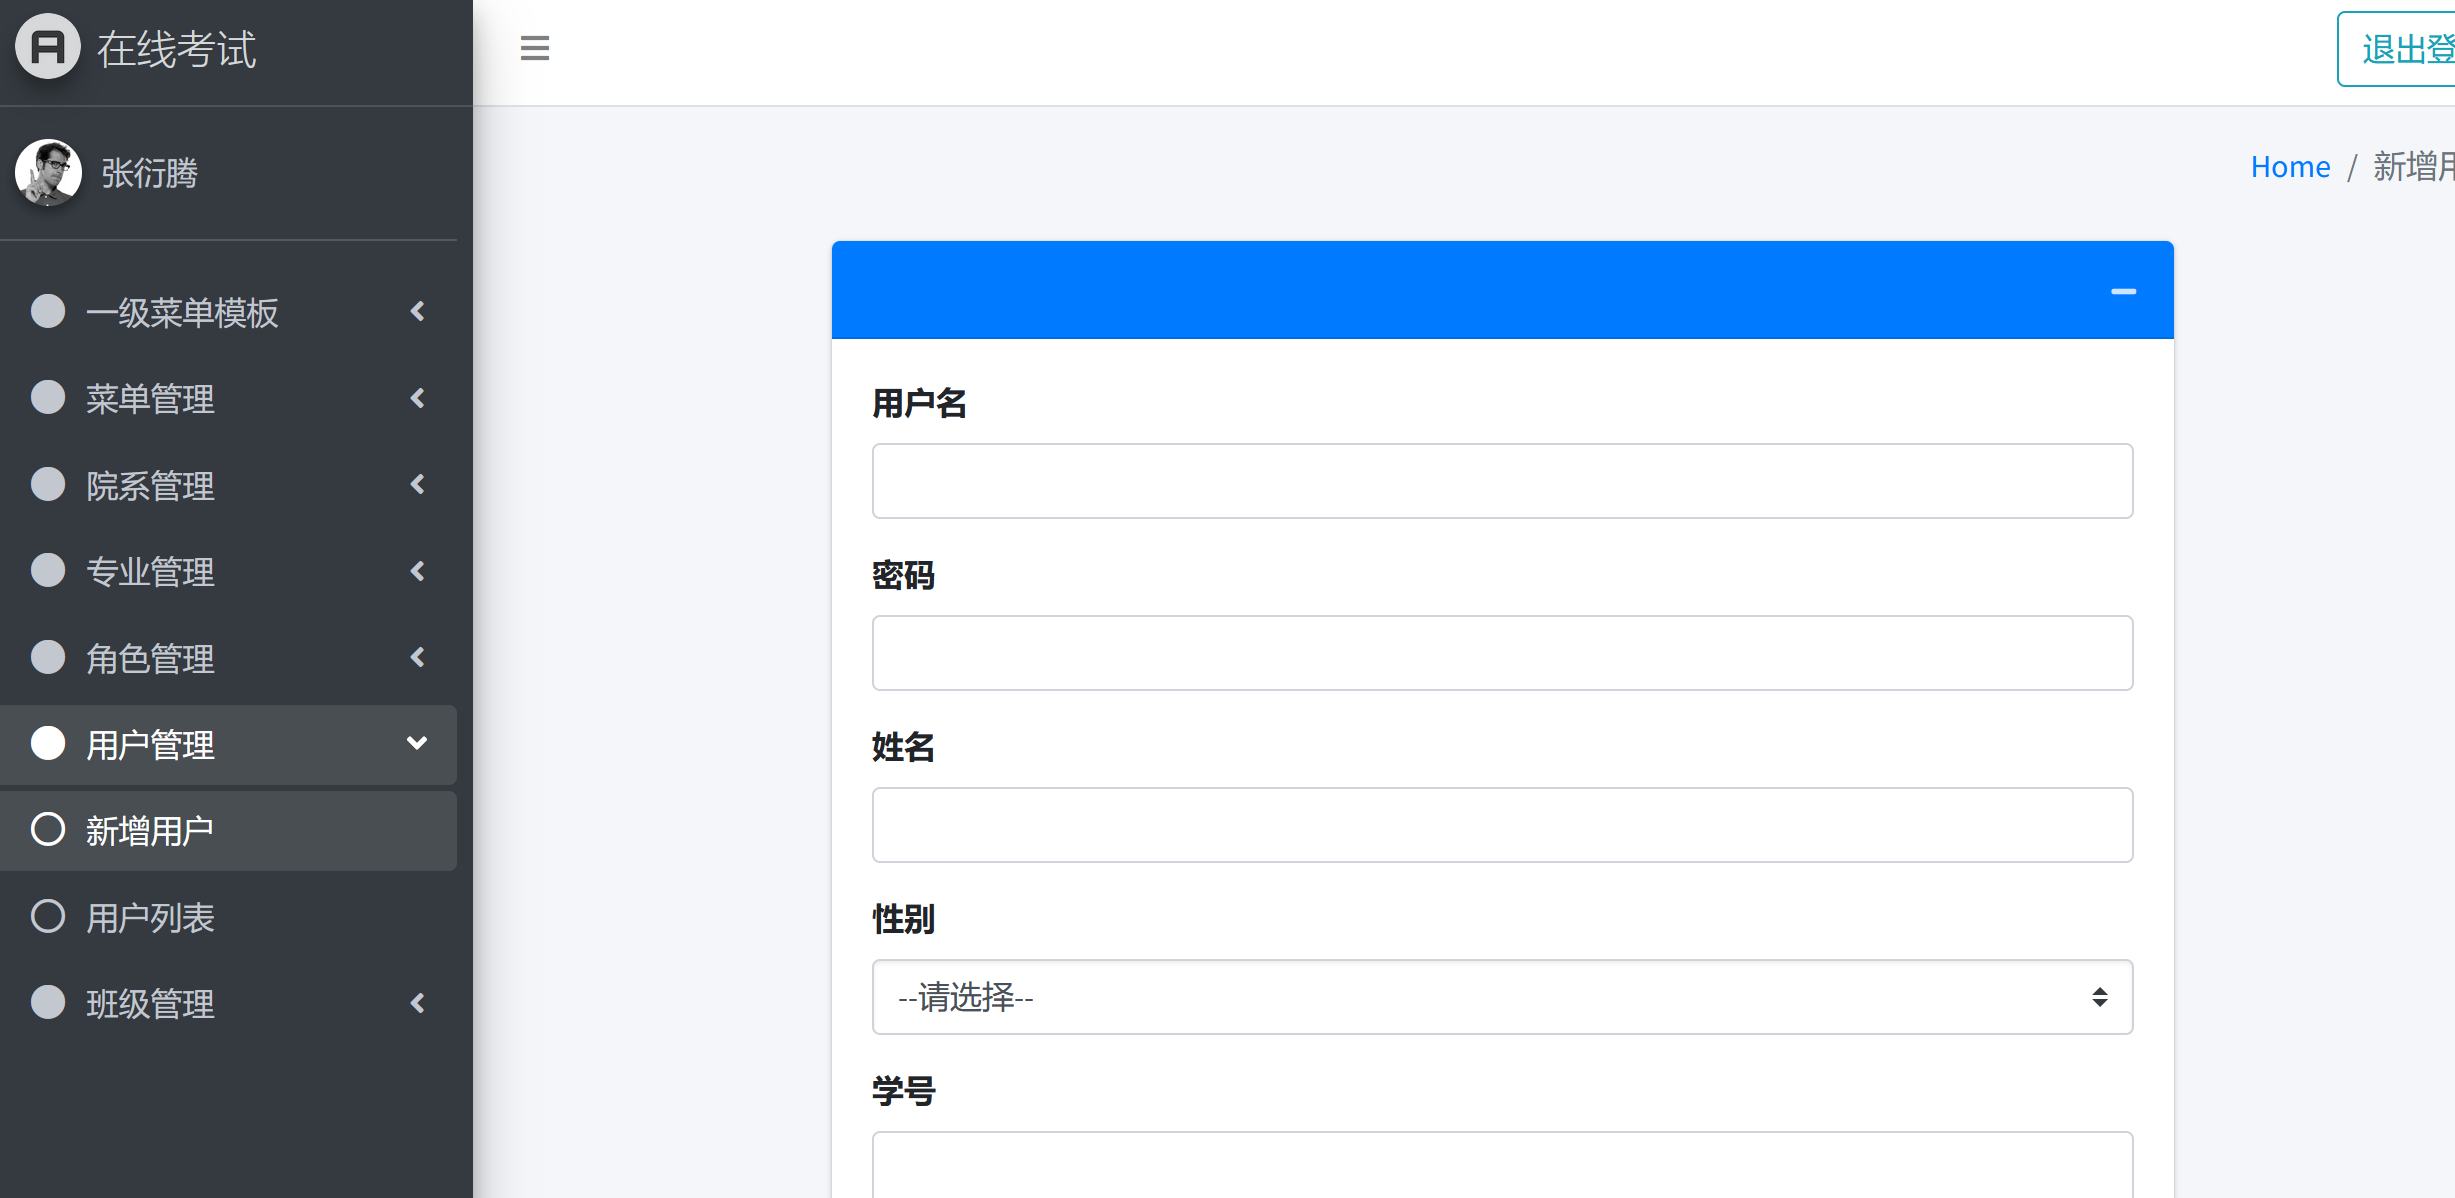 在线考试
退出登
张衍腾
Home / 新增用
一级菜单模板
菜单管理
院系管理
专业管理
角色管理
用户管理
新增用户
用户列表
班级管理
用户名
密码
姓名
性别
--请选择--
学号